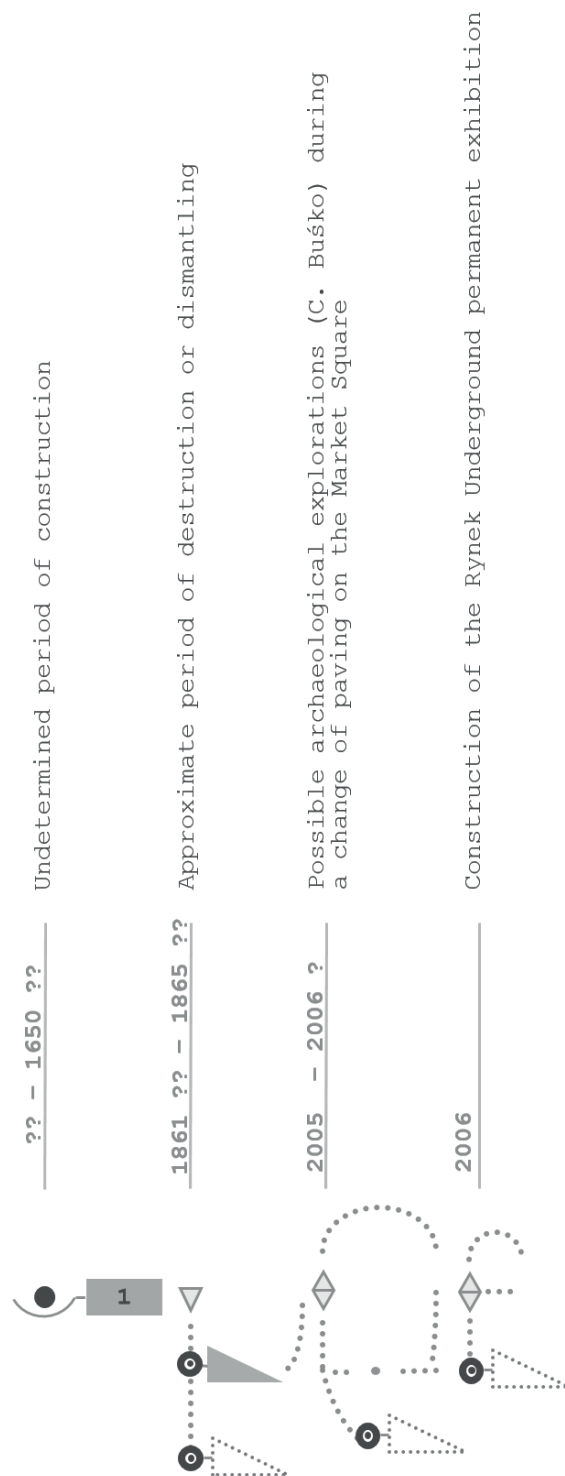 ?? – 1650 ??
Undetermined period of construction
1
1861 ?? – 1865 ??
Approximate period of destruction or dismantling
2005 – 2006 ?
Possible archaeological explorations (C. Buśko) during
a change of paving on the Market Square
2006
Construction of the Rynek Underground permanent exhibition